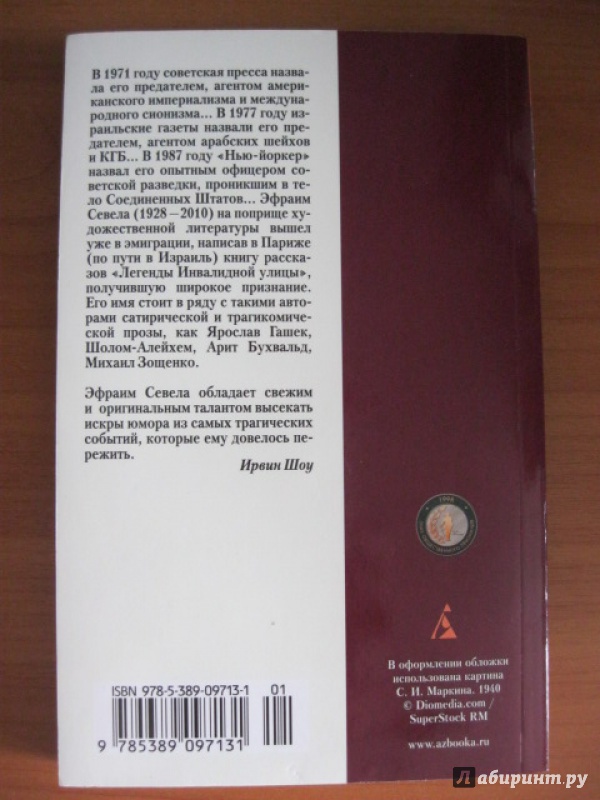 В 1971 году советская пресса назва-
ла его предателем, агентом амери-
канского империализма и междуна-
родного сионизма... В 1977 году из-
раильские газеты назвали его пре-
дателем, агентом арабских шейхов
и КГБ... В 1987 году «Нью-йоркер»
назвал его опытным офицером со-
ветской разведки, проникшим в те-
ло Соединенных Штатов... Эфраим
Севела (1928–2010) на поприще ху-
дожественной литературы вышел
уже в эмиграции, написав в Париже
(по пути в Израиль) книгу расска-
зов «Легенды Инвалидной улицы»,
получившую широкое признание.
Его имя стоит в ряду с такими авто-
рами сатирической и трагикомиче-
ской прозы, как Ярослав Гашек,
Шолом-Алейхем, Арит Бухвальд,
Михаил Зощенко.
Эфраим Севела обладает свежим
и оригинальным талантом высекать
искры юмора из самых трагических
событий, которые ему довелось пе-
режить.
Ирвин Шоу
В оформлении обложки
использована картина
С. И. Маркина. 1940
© Diomedia.com /
SuperStock RM
www.azbooka.ru
ISBN 978-5-389-09713-1
01
9 785389 097131
Лабиринт.ру